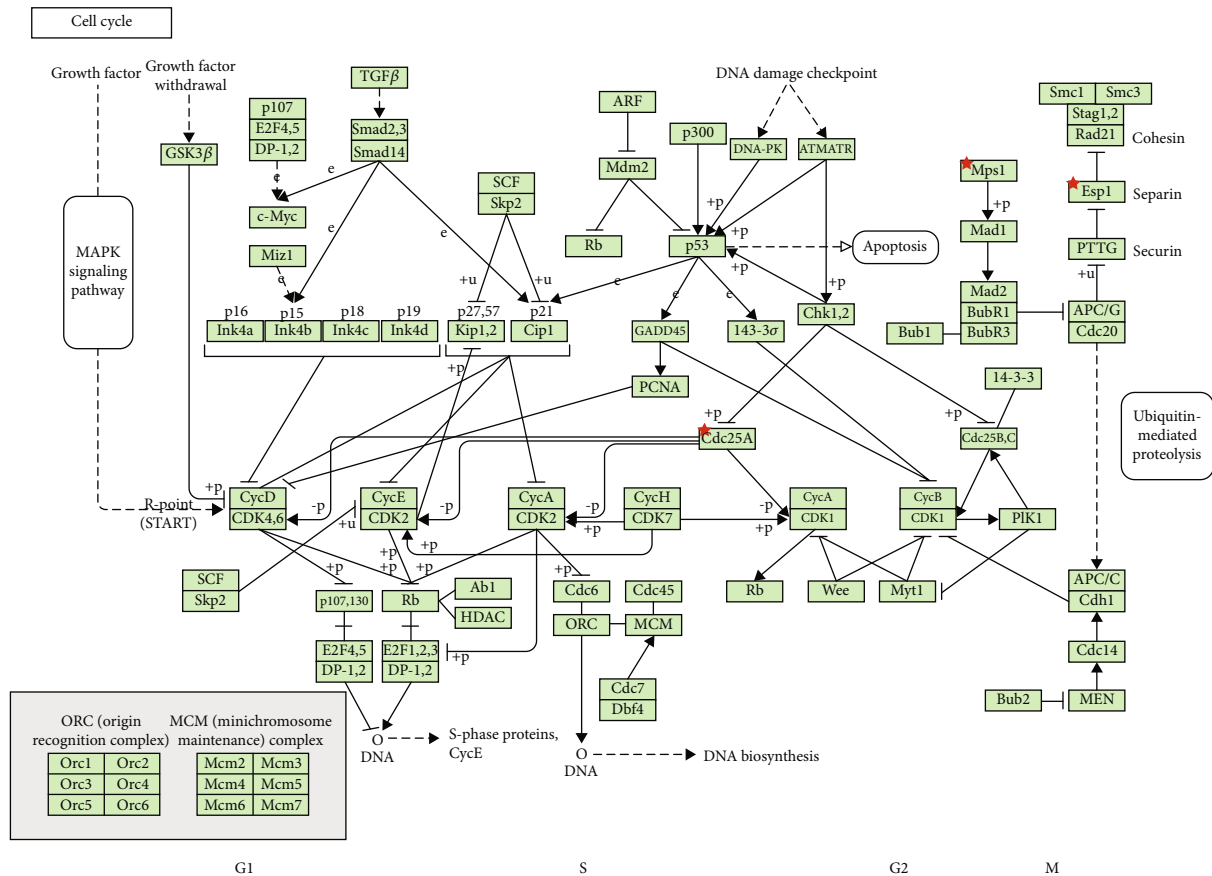 Cell cycle
Growth factor
Growth factor
withdrawal
TGFβ
DNA damage checkpoint
Smc1
Smc3
Stag1,2
Rad21
Cohesin
p107
E2F4,5
DP-1,2
Smad2,3
Smad14
ARF
p300
DNA-PK
ATMATR
GSK3β
Mdm2
Mps1
Esp1
Separin
SCF
Skp2
e
e
c-Myc
+p
+p
+p
Mad1
MAPK
signaling
pathway
Miz1
e
e
e
Rb
p53
Apoptosis
PTTG
Securin
+p
+u
+u
e
e
e
+p
+u
Mad2
BubR1
BubR3
Bub1
APC/G
Cdc20
p16
p15
p18
p19
p27,57
p21
Ink4a
Ink4b
Ink4c
Ink4d
Kip1,2
Cip1
GADD45
143-3σ
Chk1,2
+p
PCNA
14-3-3
+p
+p
Cdc25A
Cdc25B,C
Ubiquitin-
mediated
proteolysis
+p
R-point
(START)
CycD
CDK4,6
-p
+u
CycE
CDK2
-p
CycA
CDK2
-p
+p
CycH
CDK7
-p
+p
CycA
CDK1
CycB
CDK1
PlK1
+p
+p
+p
+p
+p
+p
SCF
Skp2
p107,130
Rb
Ab1
HDAC
Cdc6
Cdc45
ORC
MCM
Rb
Wee
Myt1
APC/C
Cdh1
E2F4,5
DP-1,2
E2F1,2,3
DP-1,2
+p
Cdc14
Cdc7
Dbf4
Bub2
MEN
ORC (origin
recognition complex)
MCM (minichromosome
maintenance) complex
Orc1
Orc2
Mcm2
Mcm3
Orc3
Orc4
Mcm4
Mcm5
Orc5
Orc6
Mcm6
Mcm7
O
DNA
S-phase proteins,
CycE
O
DNA
DNA biosynthesis
G1
S
G2
M